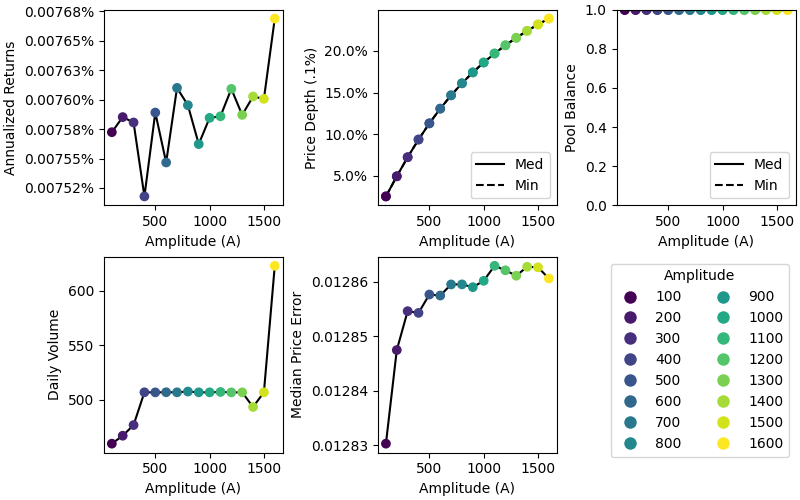 Annualized Returns
0.00768%
0.00765%
0.00763%
0.00760%
0.00758%
0.00755%
0.00752%
500 1000 1500
Amplitude (A)
Price Depth (.1%)
20.0%
15.0%
10.0%
5.0%
Med
Min
500 1000 1500
Amplitude (A)
Pool Balance
1.0
0.8
0.6
0.4
0.2
0.0
Med
Min
500 1000 1500
Amplitude (A)
Daily Volume
600
550
500
500 1000 1500
Amplitude (A)
Median Price Error
0.01286
0.01285
0.01284
0.01283
500 1000 1500
Amplitude (A)
Amplitude
100 900
200 1000
300 1100
400 1200
500 1300
600 1400
700 1500
800 1600